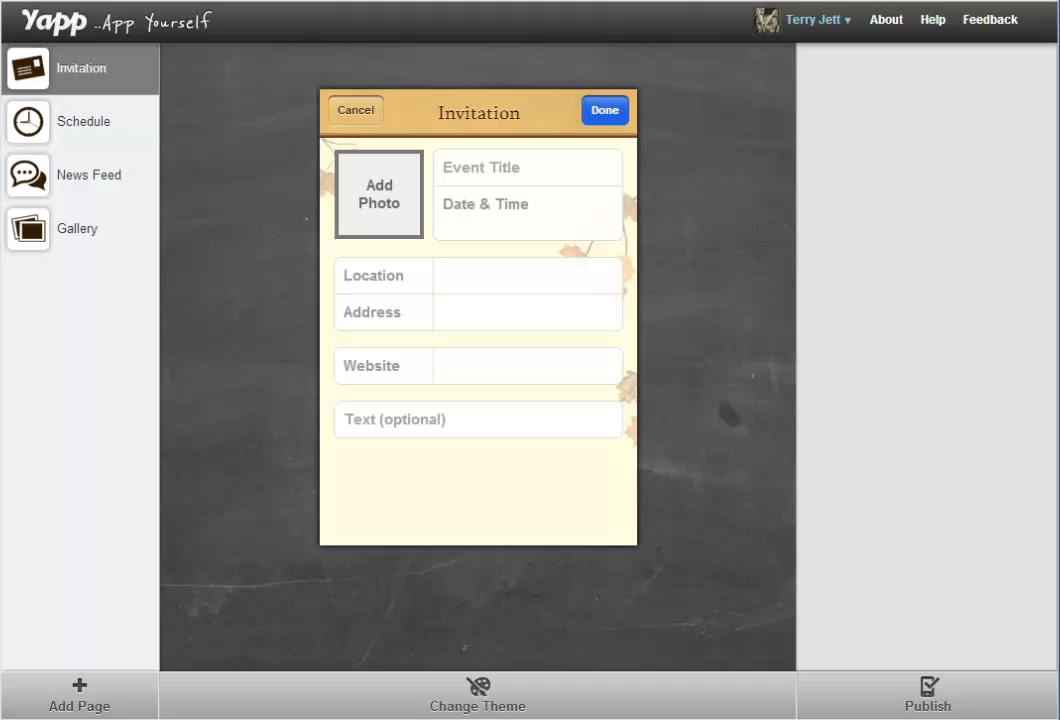 Yapp ..App Yourself
Terry Jett ▾ About Help Feedback
Invitation
Schedule
News Feed
Gallery
Cancel Invitation Done
Add Photo
Event Title
Date & Time
Location
Address
Website
Text (optional)
Add Page
Change Theme
Publish